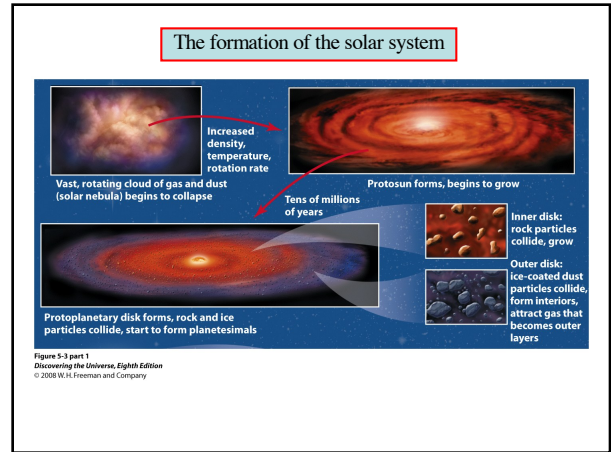 The formation of the solar system
Increased
density,
temperature,
rotation rate
Vast, rotating cloud of gas and dust
(solar nebula) begins to collapse
Protosun forms, begins to grow
Tens of millions
of years
Inner disk:
rock particles
collide, grow
Outer disk:
ice-coated dust
particles collide,
form interiors,
attract gas that
becomes outer
layers
Protoplanetary disk forms, rock and ice
particles collide, start to form planetesimals
Figure 5-3 part 1
Discovering the Universe, Eighth Edition
© 2008 W. H. Freeman and Company